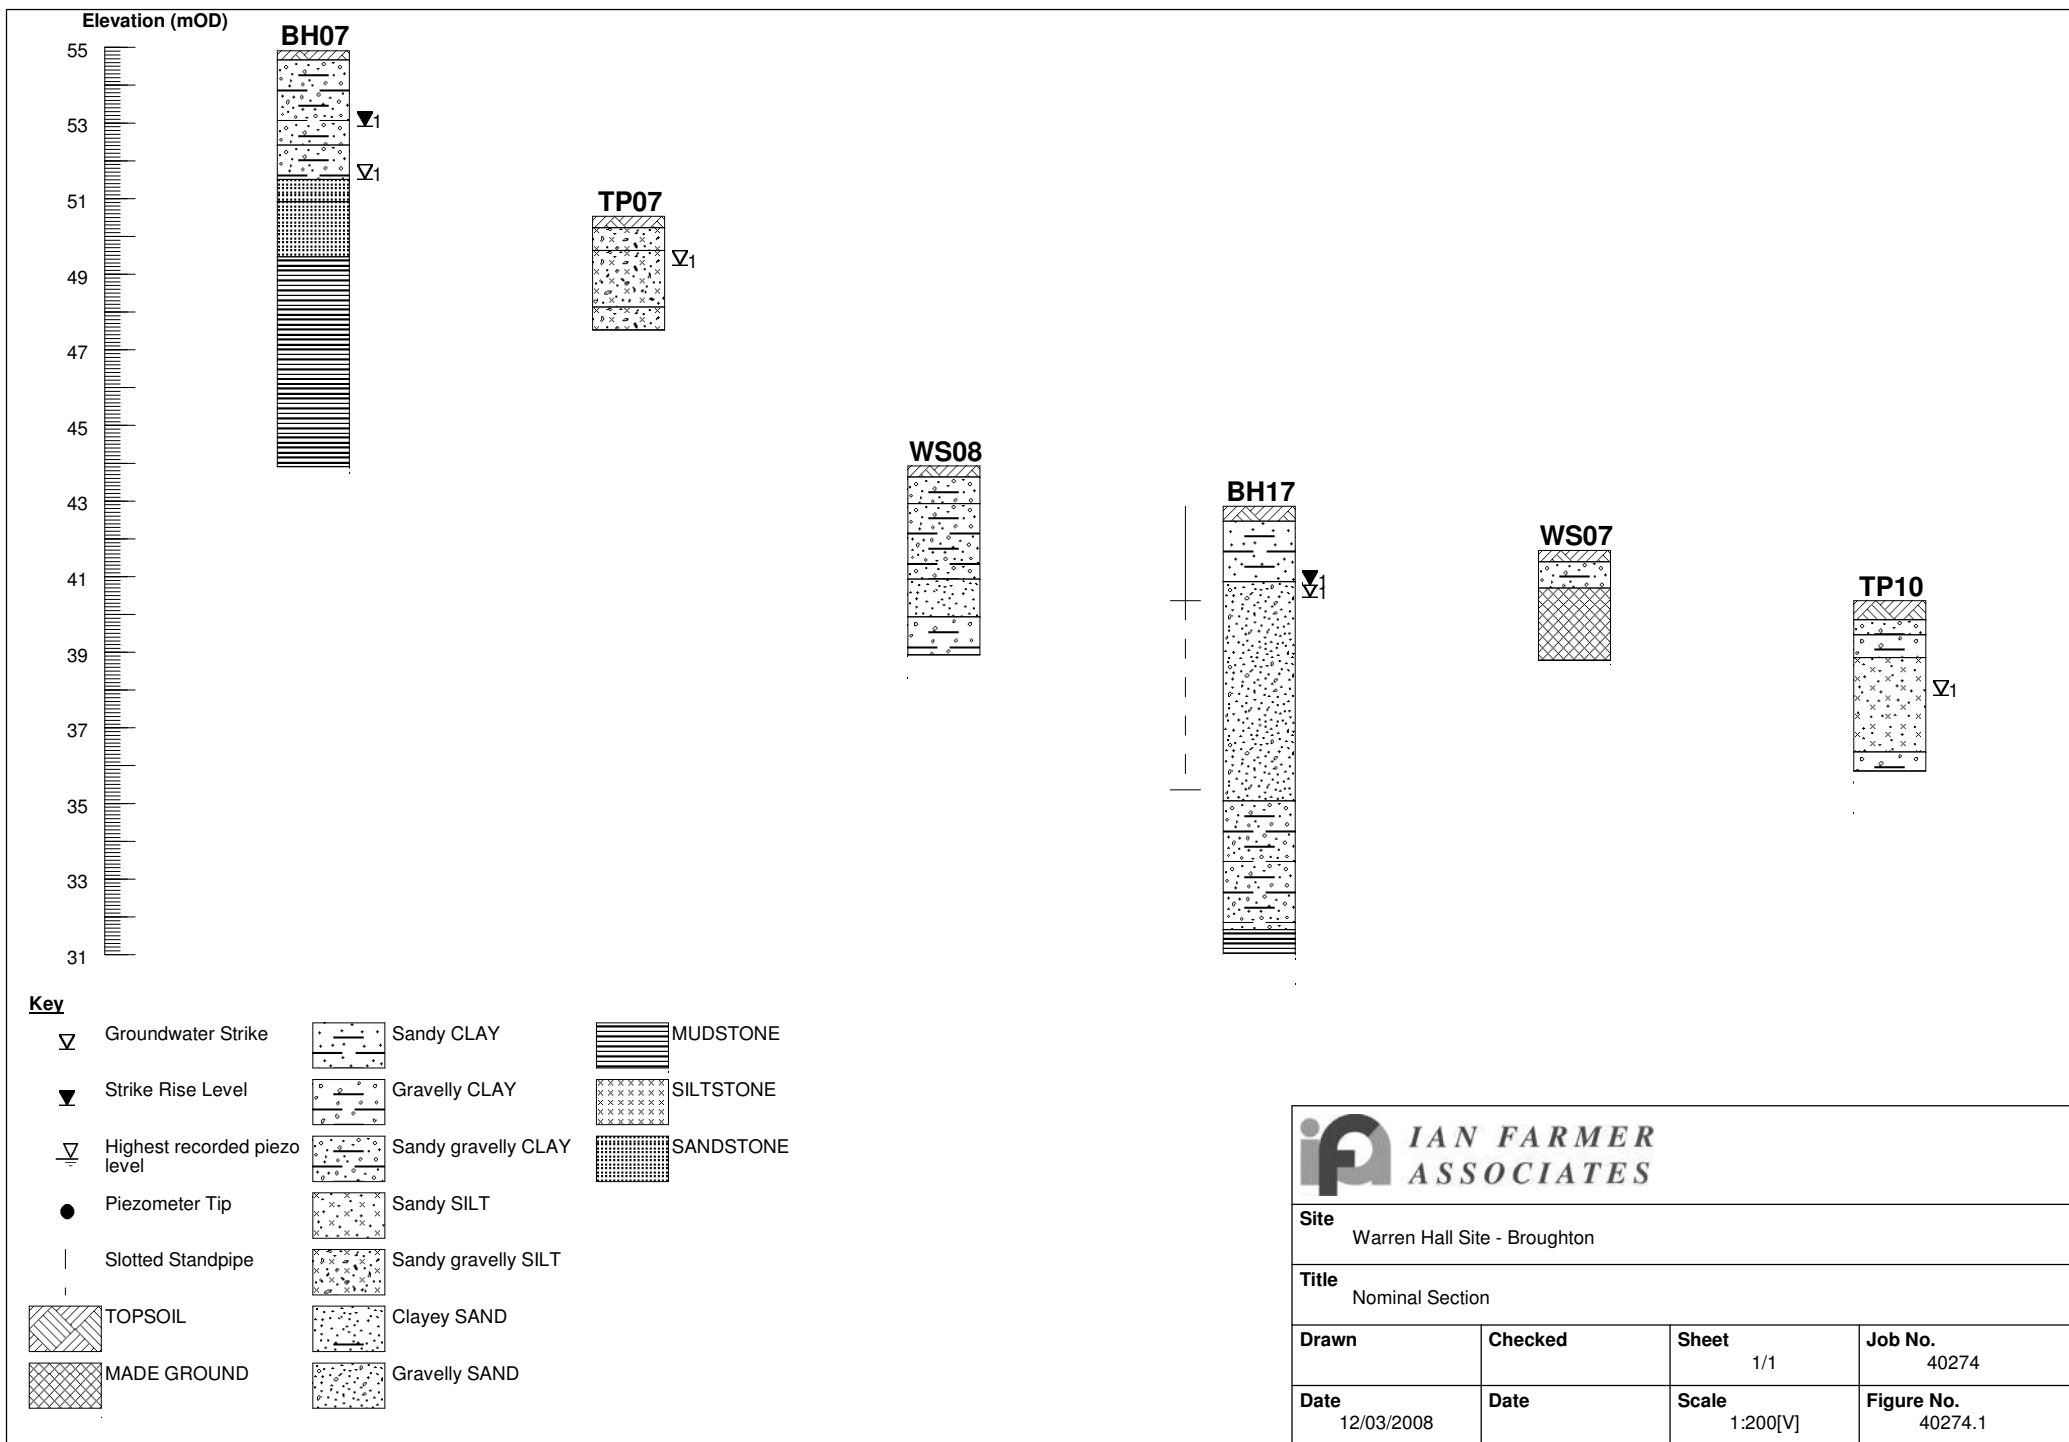 Elevation (mOD)
55
53
51
49
47
45
43
41
39
37
35
33
31
BH07
1
1
TP07
1
WS08
BH17
1
1
WS07
TP10
1
Key
Groundwater Strike
Strike Rise Level
Highest recorded piezo
level
Piezometer Tip
Slotted Standpipe
TOPSOIL
MADE GROUND
Sandy CLAY
Gravelly CLAY
Sandy gravelly CLAY
Sandy SILT
Sandy gravelly SILT
Clayey SAND
Gravelly SAND
MUDSTONE
SILTSTONE
SANDSTONE
ifa
IAN FARMER
ASSOCIATES
Site
Warren Hall Site - Broughton
Title
Nominal Section
Drawn
Checked
Sheet
1/1
Job No.
40274
Date
12/03/2008
Date
Scale
1:200[V]
Figure No.
40274.1